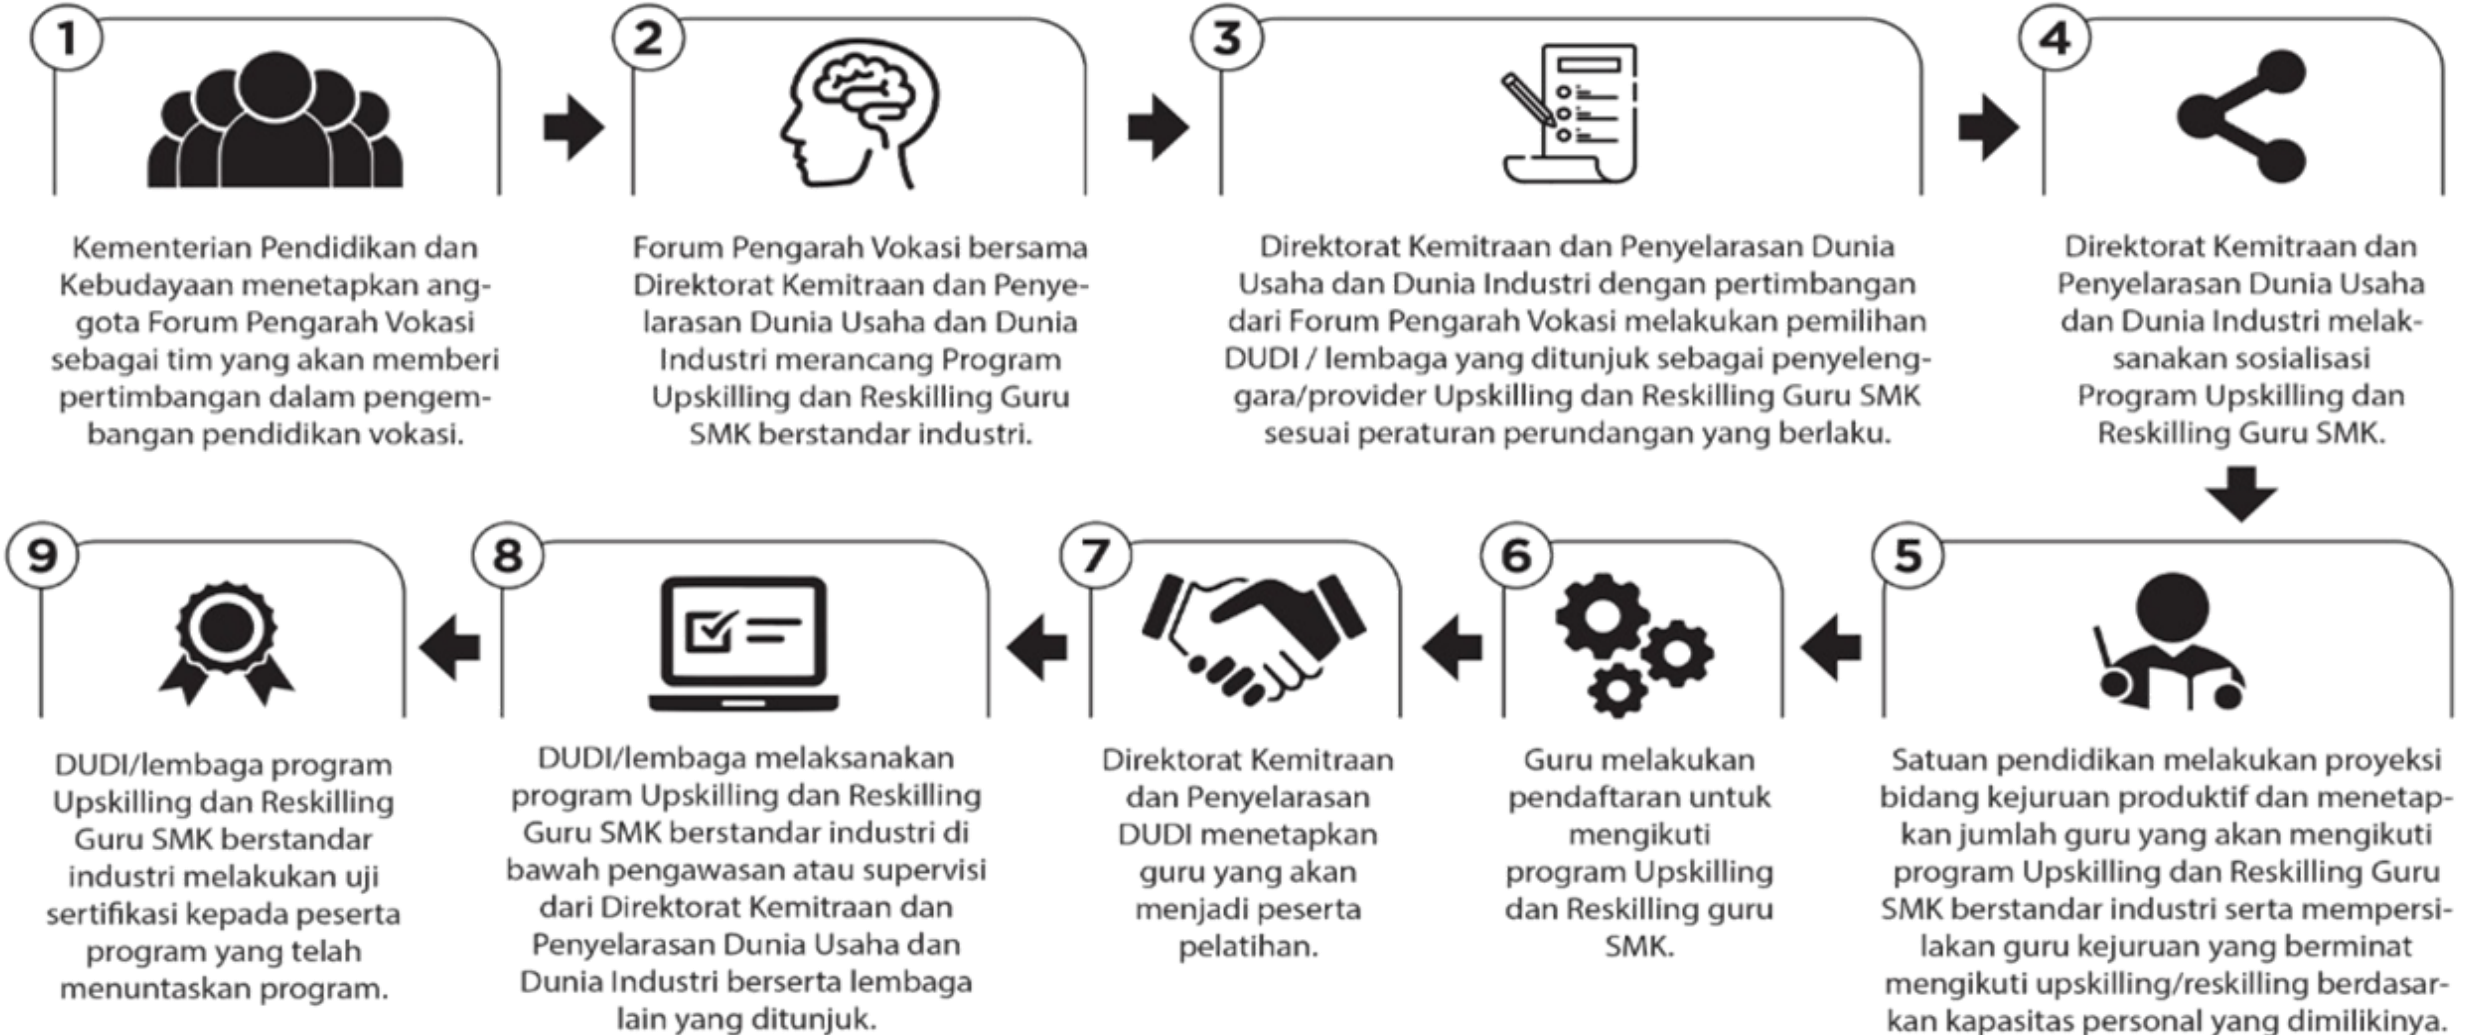 1
Kementerian Pendidikan dan
Kebudayaan menetapkan ang-
gota Forum Pengarah Vokasi
sebagai tim yang akan memberi
pertimbangan dalam pengem-
bangan pendidikan vokasi.
2
Forum Pengarah Vokasi bersama
Direktorat Kemitraan dan Penye-
larasan Dunia Usaha dan Dunia
Industri merancang Program
Upskilling dan Reskilling Guru
SMK berstandar industri.
3
Direktorat Kemitraan dan Penyelarasan Dunia
Usaha dan Dunia Industri dengan pertimbangan
dari Forum Pengarah Vokasi melakukan pemilihan
DUDI / lembaga yang ditunjuk sebagai penyeleng-
gara/provider Upskilling dan Reskilling Guru SMK
sesuai peraturan perundangan yang berlaku.
4
Direktorat Kemitraan dan
Penyelarasan Dunia Usaha
dan Dunia Industri melak-
sanakan sosialisasi
Program Upskilling dan
Reskilling Guru SMK.
5
Satuan pendidikan melakukan proyeksi
bidang kejuruan produktif dan menetap-
kan jumlah guru yang akan mengikuti
program Upskilling dan Reskilling Guru
SMK berstandar industri serta mempersi-
lakan guru kejuruan yang berminat
mengikuti upskilling/reskilling berdasar-
kan kapasitas personal yang dimilikinya.
6
Guru melakukan
pendaftaran untuk
mengikuti
program Upskilling
dan Reskilling guru
SMK.
7
Direktorat Kemitraan
dan Penyelarasan
DUDI menetapkan
guru yang akan
menjadi peserta
pelatihan.
8
DUDI/lembaga melaksanakan
program Upskilling dan Reskilling
Guru SMK berstandar industri di
bawah pengawasan atau supervisi
dari Direktorat Kemitraan dan
Penyelarasan Dunia Usaha dan
Dunia Industri berserta lembaga
lain yang ditunjuk.
9
DUDI/lembaga program
Upskilling dan Reskilling
Guru SMK berstandar
industri melakukan uji
sertifikasi kepada peserta
program yang telah
menuntaskan program.